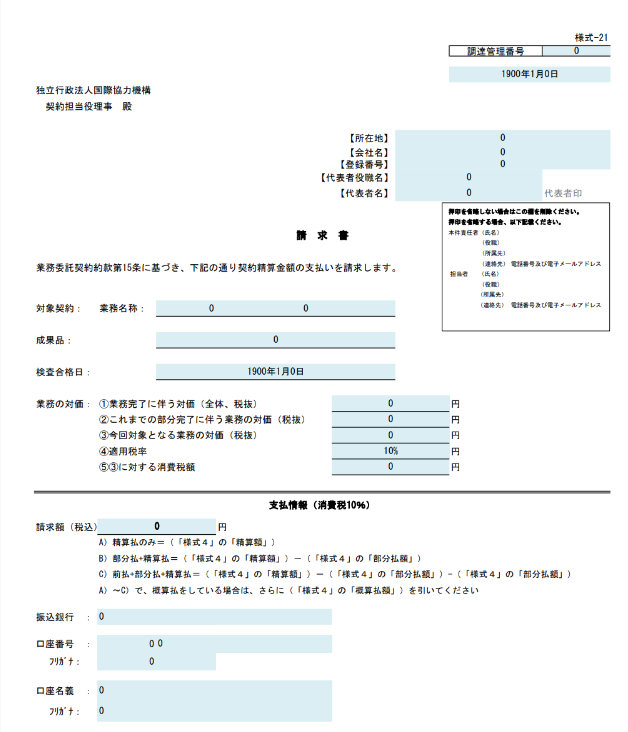 様式-21
調達管理番号 0
1900年1月0日
独立行政法人国際協力機構
契約担当役理事 殿
【所在地】 0
【会社名】 0
【登録番号】 0
【代表者役職名】 0
【代表者名】 0 代表者印
押印を省略しない場合はこの欄を削除ください。
押印を省略する場合、以下記載ください。
本件責任者 (氏名)
(役職)
(所属先)
(連絡先) 電話番号及び電子メールアドレス
担当者 (氏名)
(役職)
(所属先)
(連絡先) 電話番号及び電子メールアドレス
請 求 書
業務委託契約約款第15条に基づき、下記の通り契約精算金額の支払いを請求します。
対象契約: 業務名称: 0 0
成果品: 0
検査合格日: 1900年1月0日
業務の対価: ①業務完了に伴う対価(全体、税抜) 0 円
②これまでの部分完了に伴う業務の対価(税抜) 0 円
③今回対象となる業務の対価(税抜) 0 円
④適用税率 10%
⑤③に対する消費税額 0 円
支払情報(消費税10%)
請求額(税込) 0 円
A) 精算払のみ=(「様式4」の「精算額」)
B) 部分払+精算払=(「様式4」の「精算額」)-(「様式4」の「部分払額」)
C) 前払+部分払+精算払=(「様式4」の「精算額」)-(「様式4」の「部分払額」)-(「様式4」の「部分払額」)
A) ~C) で、概算払をしている場合は、さらに(「様式4」の「概算払額」)を引いてください
振込銀行 : 0
口座番号 : 0 0
フリガナ: 0
口座名義 : 0
フリガナ: 0